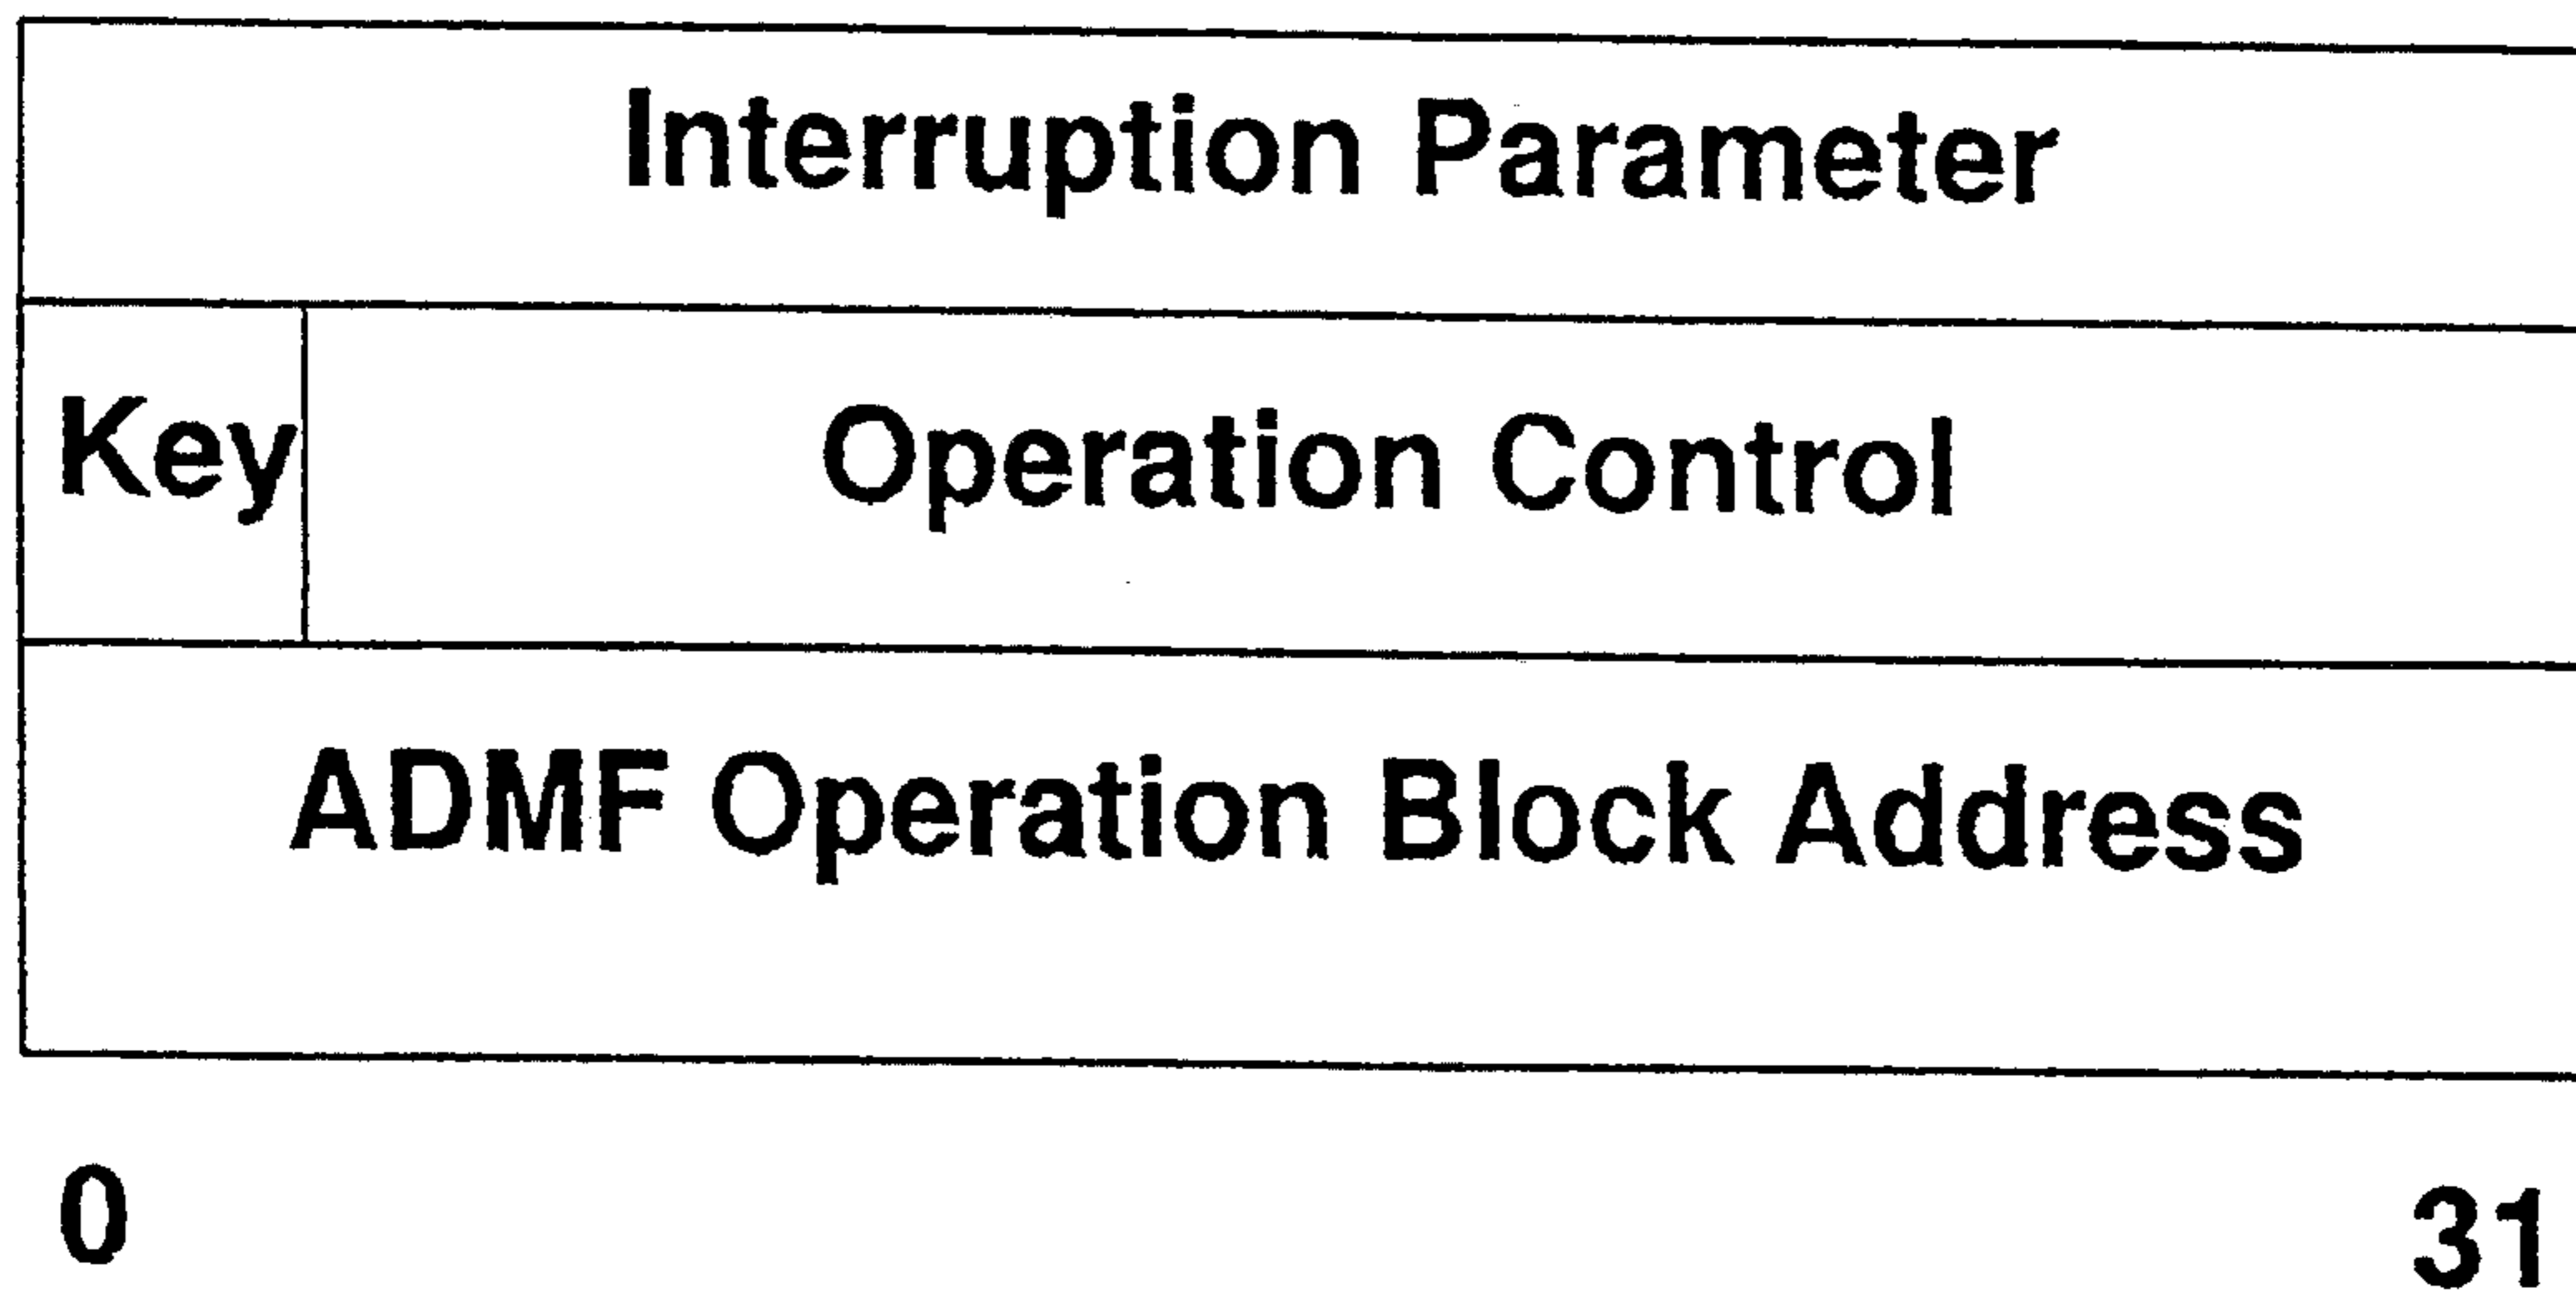 Interruption Parameter
Key Operation Control
ADMF Operation Block Address
0 31